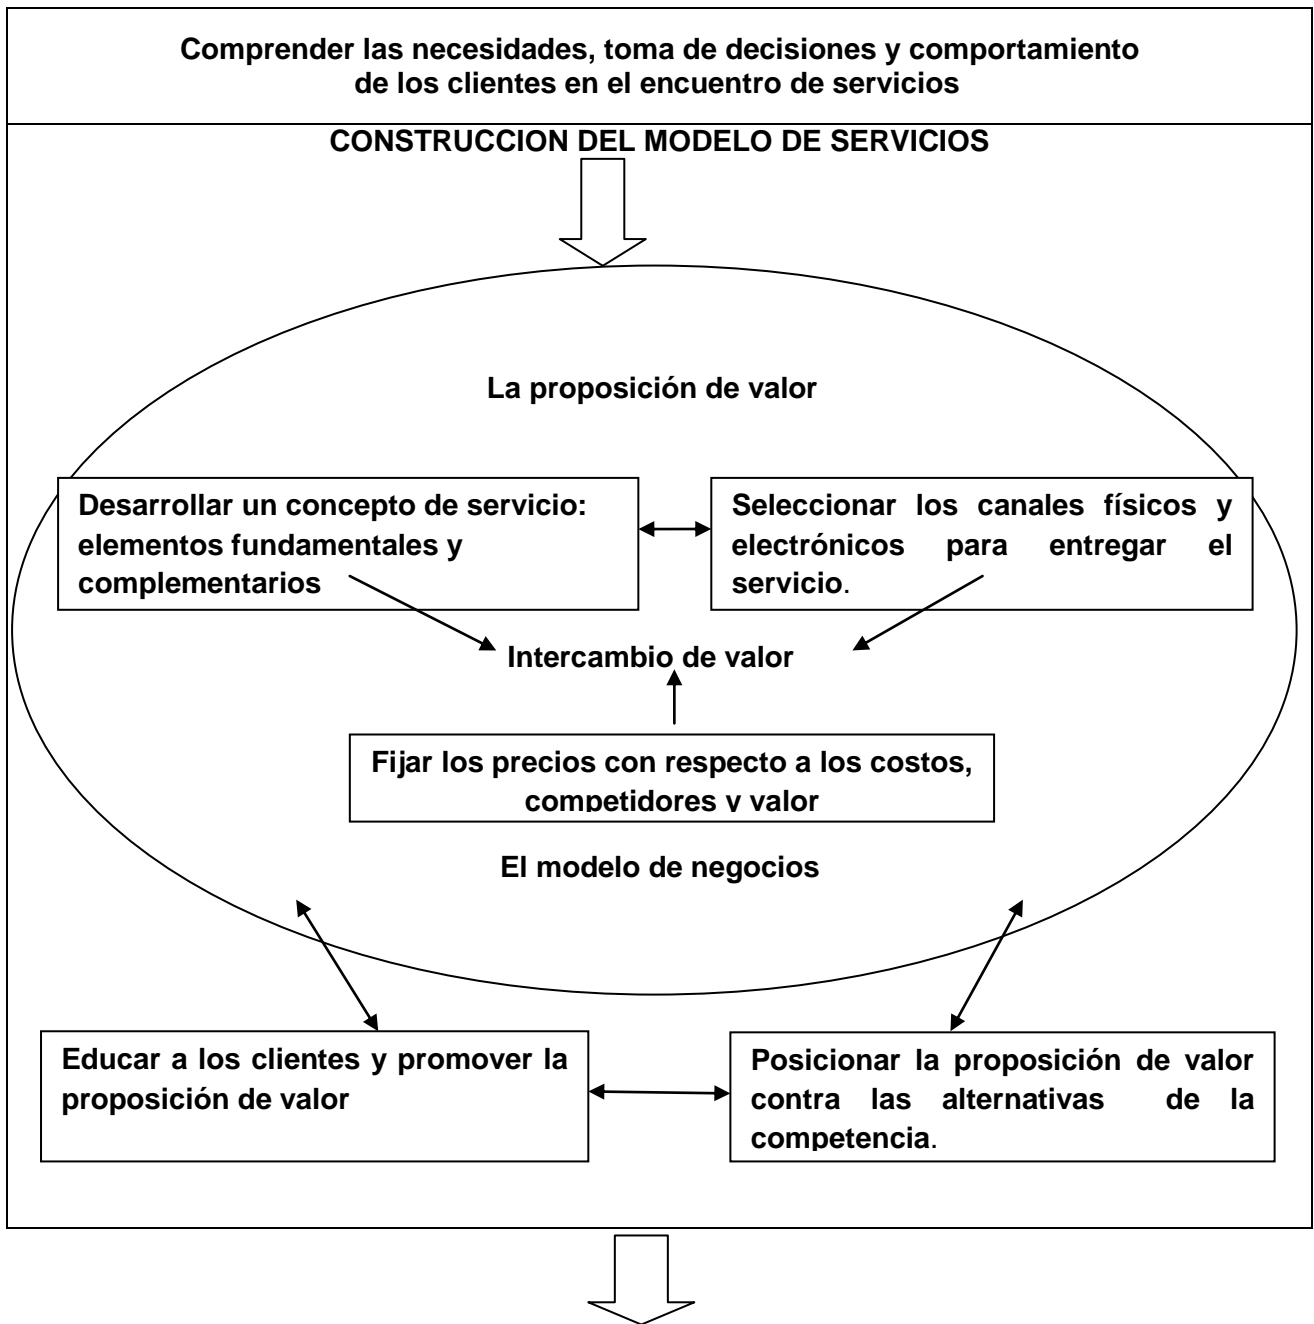 Comprender las necesidades, toma de decisiones y comportamiento
de los clientes en el encuentro de servicios
CONSTRUCCION DEL MODELO DE SERVICIOS
La proposición de valor
Desarrollar un concepto de servicio:
elementos fundamentales y
complementarios
Seleccionar los canales físicos y
electrónicos para entregar el
servicio.
Intercambio de valor
Fijar los precios con respecto a los costos,
competidores y valor
El modelo de negocios
Educar a los clientes y promover la
proposición de valor
Posicionar la proposición de valor
contra las alternativas de la
competencia.